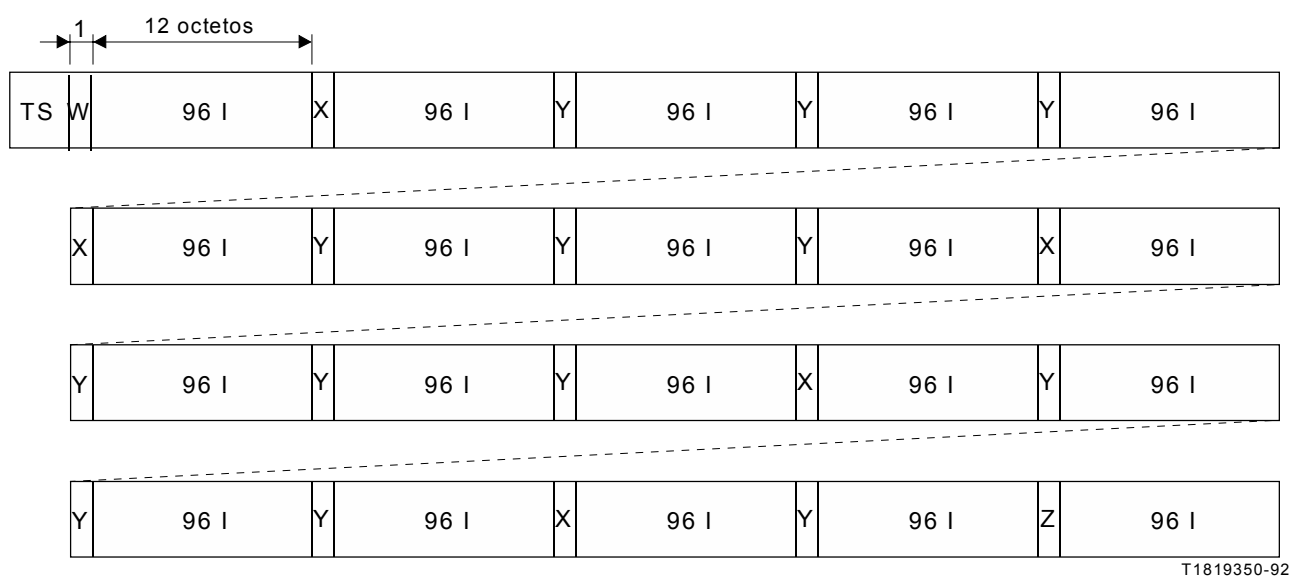 1 12 octetos
TS W 96 I X 96 I Y 96 I Y 96 I Y 96 I
X 96 I Y 96 I Y 96 I Y 96 I X 96 I
Y 96 I Y 96 I Y 96 I X 96 I Y 96 I
Y 96 I Y 96 I X 96 I Y 96 I Z 96 I
T1819350-92